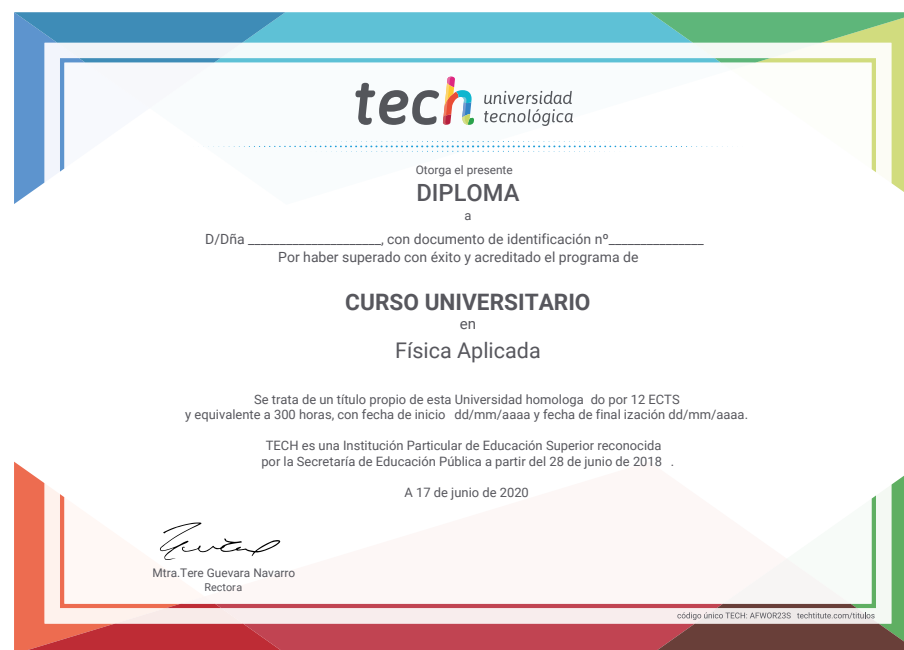 tech universidad
tecnológica
Otorga el presente
DIPLOMA
a
D/Dña ____________________, con documento de identificación nº______________
Por haber superado con éxito y acreditado el programa de
CURSO UNIVERSITARIO
en
Física Aplicada
Se trata de un título propio de esta Universidad homologa do por 12 ECTS
y equivalente a 300 horas, con fecha de inicio dd/mm/aaaa y fecha de final ización dd/mm/aaaa.
TECH es una Institución Particular de Educación Superior reconocida
por la Secretaría de Educación Pública a partir del 28 de junio de 2018 .
A 17 de junio de 2020
Mtra.Tere Guevara Navarro
Rectora
código único TECH: AFWOR23S techtitute.com/titulos